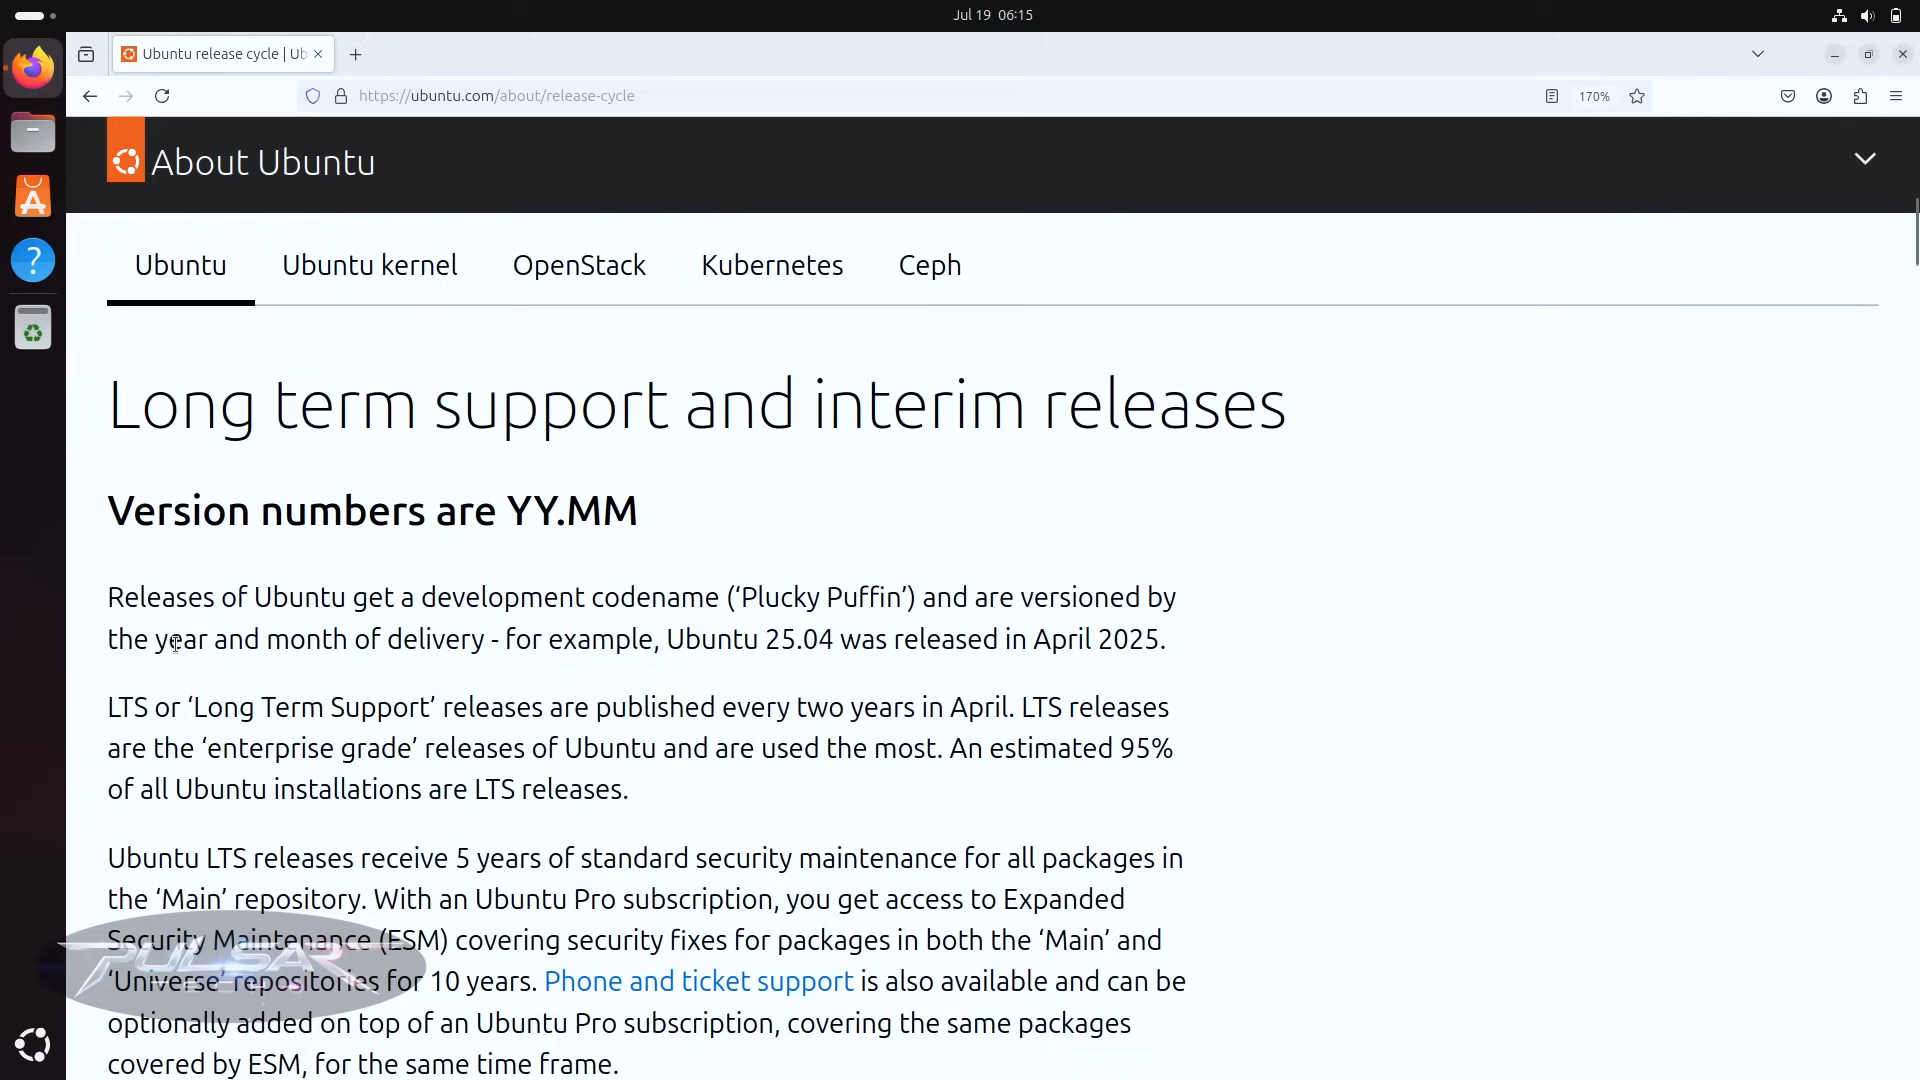 Jul 19 06:15
Ubuntu release cycle | Ub
https://ubuntu.com/about/release-cycle
170%
About Ubuntu
Ubuntu Ubuntu kernel OpenStack Kubernetes Ceph
Long term support and interim releases
Version numbers are YY.MM
Releases of Ubuntu get a development codename (‘Plucky Puffin’) and are versioned by
the year and month of delivery - for example, Ubuntu 25.04 was released in April 2025.
LTS or ‘Long Term Support’ releases are published every two years in April. LTS releases
are the ‘enterprise grade’ releases of Ubuntu and are used the most. An estimated 95%
of all Ubuntu installations are LTS releases.
Ubuntu LTS releases receive 5 years of standard security maintenance for all packages in
the ‘Main’ repository. With an Ubuntu Pro subscription, you get access to Expanded
Security Maintenance (ESM) covering security fixes for packages in both the ‘Main’ and
‘Universe’ repositories for 10 years. Phone and ticket support is also available and can be
optionally added on top of an Ubuntu Pro subscription, covering the same packages
covered by ESM, for the same time frame.
PULSAR